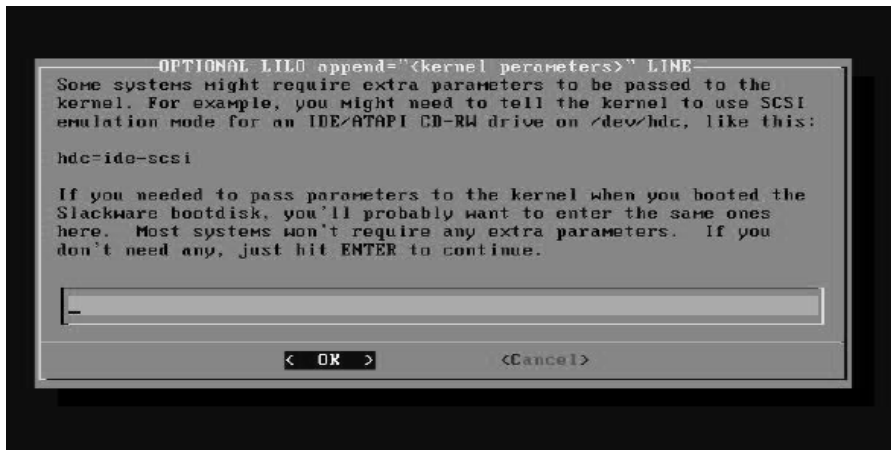 OPTIONAL LILO append="<kernel parameters>" LINE
Some systems might require extra parameters to be passed to the
kernel. For example, you might need to tell the kernel to use SCSI
emulation mode for an IDE/ATAPI CD-RW drive on /dev/hdc, like this:
hdc=ide-scsi
If you needed to pass parameters to the kernel when you booted the
Slackware bootdisk, you'll probably want to enter the same ones
here.  Most systems won't require any extra parameters.  If you
don't need any, just hit ENTER to continue.
_
<  OK  > <Cancel>